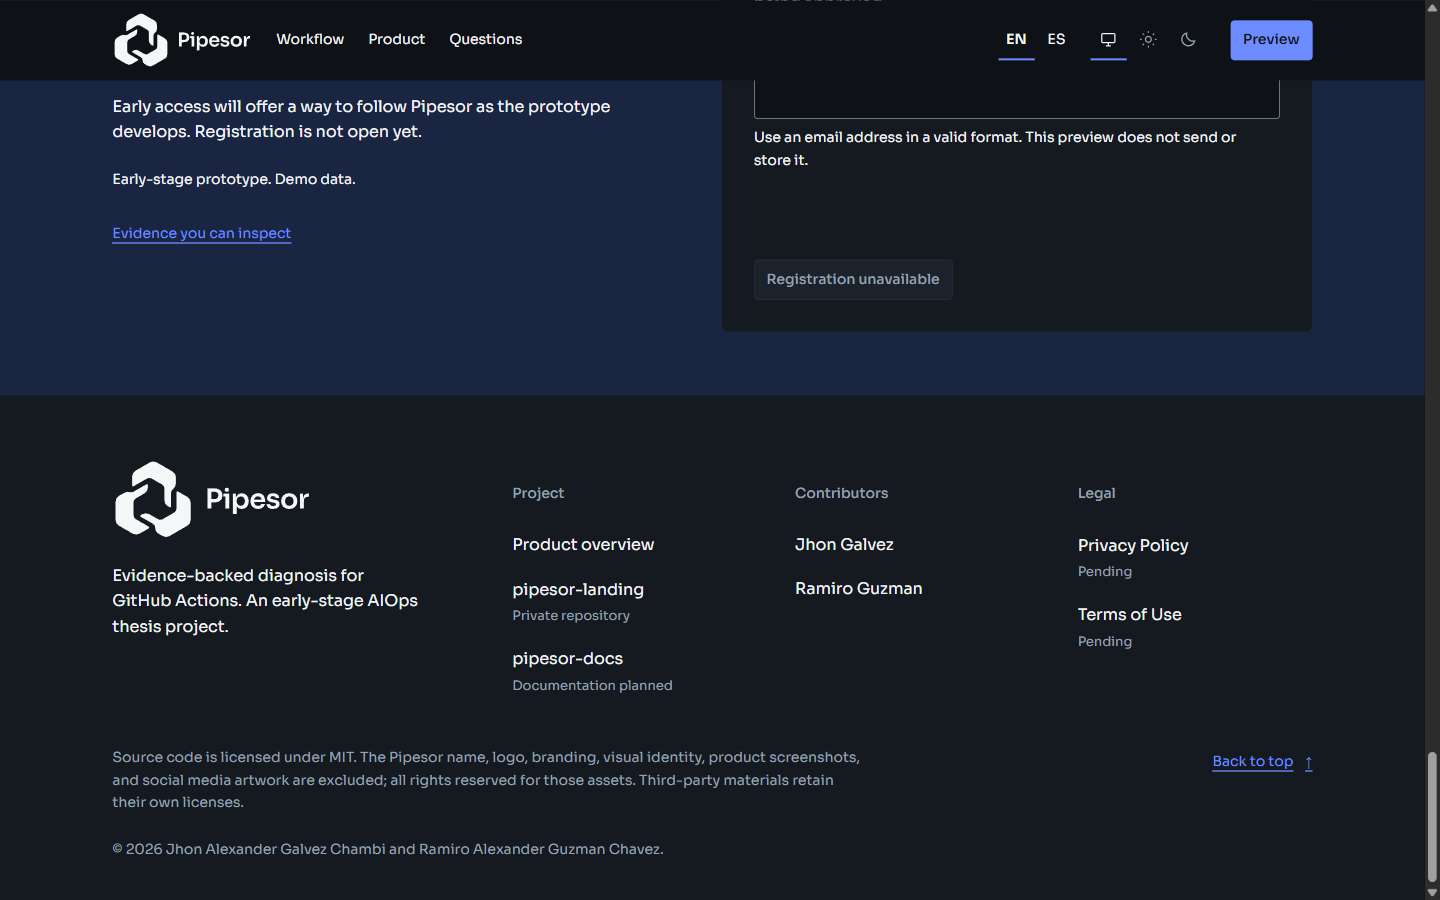 Pipesor
Workflow
Product
Questions
EN
ES
Preview
Early access will offer a way to follow Pipesor as the prototype
develops. Registration is not open yet.
Early-stage prototype. Demo data.
Evidence you can inspect
Use an email address in a valid format. This preview does not send or
store it.
Registration unavailable
Pipesor
Evidence-backed diagnosis for
GitHub Actions. An early-stage AIOps
thesis project.
Project
Product overview
pipesor-landing
Private repository
pipesor-docs
Documentation planned
Contributors
Jhon Galvez
Ramiro Guzman
Legal
Privacy Policy
Pending
Terms of Use
Pending
Source code is licensed under MIT. The Pipesor name, logo, branding, visual identity, product screenshots,
and social media artwork are excluded; all rights reserved for those assets. Third-party materials retain
their own licenses.
Back to top ↑
© 2026 Jhon Alexander Galvez Chambi and Ramiro Alexander Guzman Chavez.